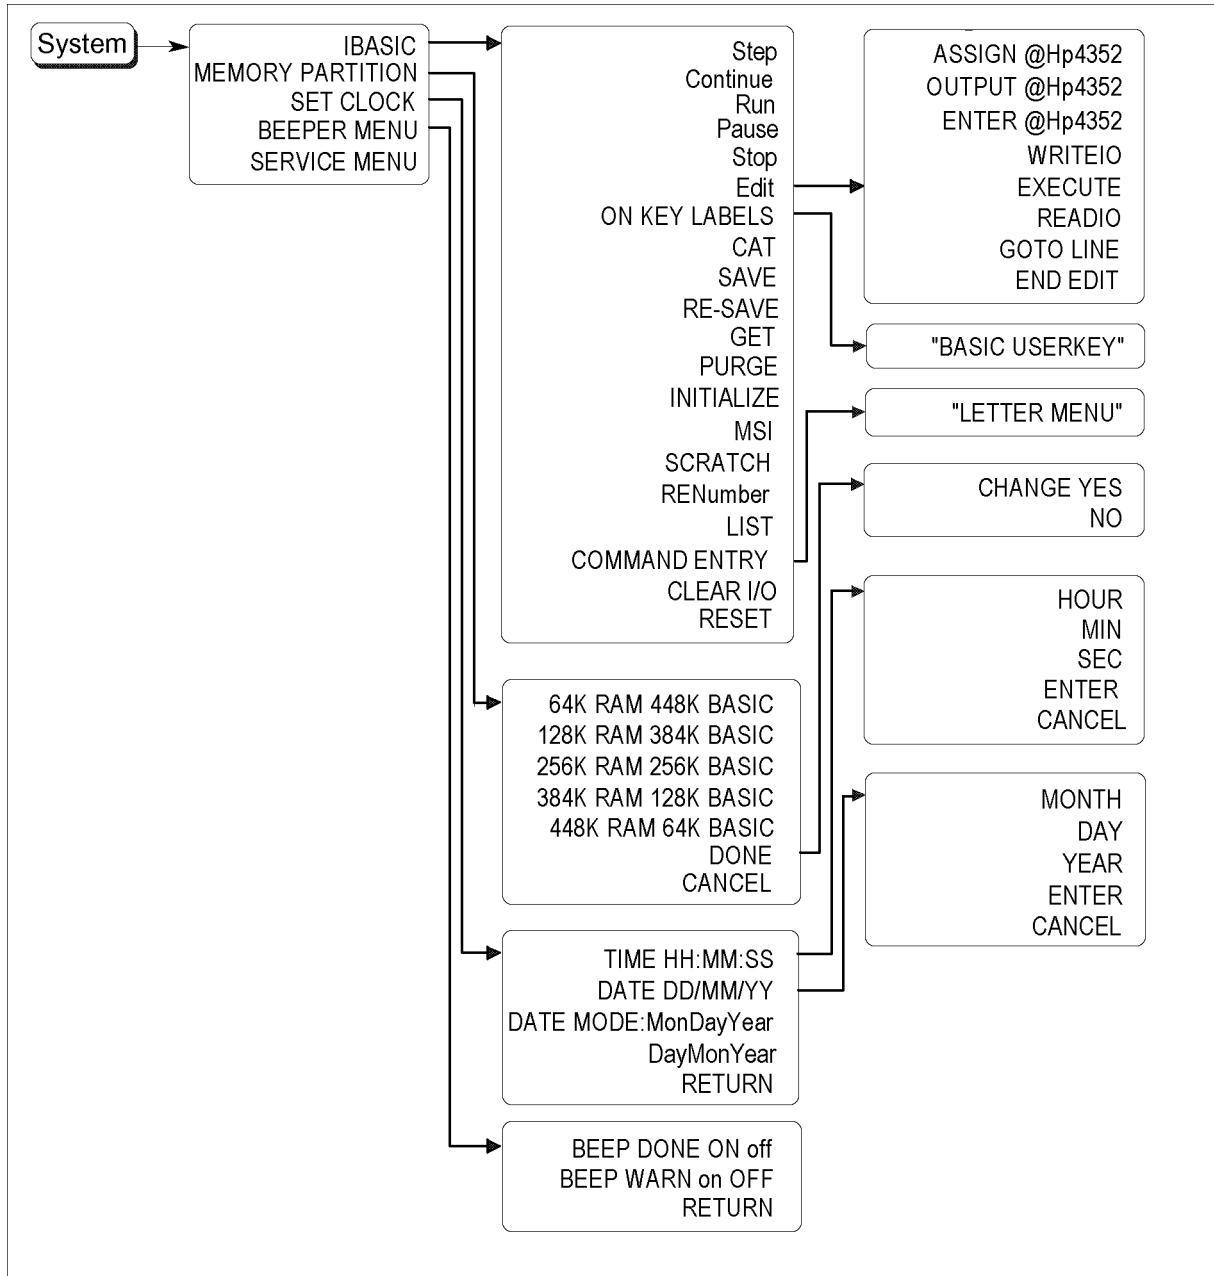 System
IBASIC
MEMORY PARTITION
SET CLOCK
BEEPER MENU
SERVICE MENU
Step
Continue
Run
Pause
Stop
Edit
ON KEY LABELS
CAT
SAVE
RE-SAVE
GET
PURGE
INITIALIZE
MSI
SCRATCH
RENumber
LIST
COMMAND ENTRY
CLEAR I/O
RESET
ASSIGN @Hp4352
OUTPUT @Hp4352
ENTER @Hp4352
WRITEIO
EXECUTE
READIO
GOTO LINE
END EDIT
"BASIC USERKEY"
"LETTER MENU"
CHANGE YES
NO
64K RAM 448K BASIC
128K RAM 384K BASIC
256K RAM 256K BASIC
384K RAM 128K BASIC
448K RAM 64K BASIC
DONE
CANCEL
HOUR
MIN
SEC
ENTER
CANCEL
MONTH
DAY
YEAR
ENTER
CANCEL
TIME HH:MM:SS
DATE DD/MM/YY
DATE MODE:MonDayYear
DayMonYear
RETURN
BEEP DONE ON off
BEEP WARN on OFF
RETURN